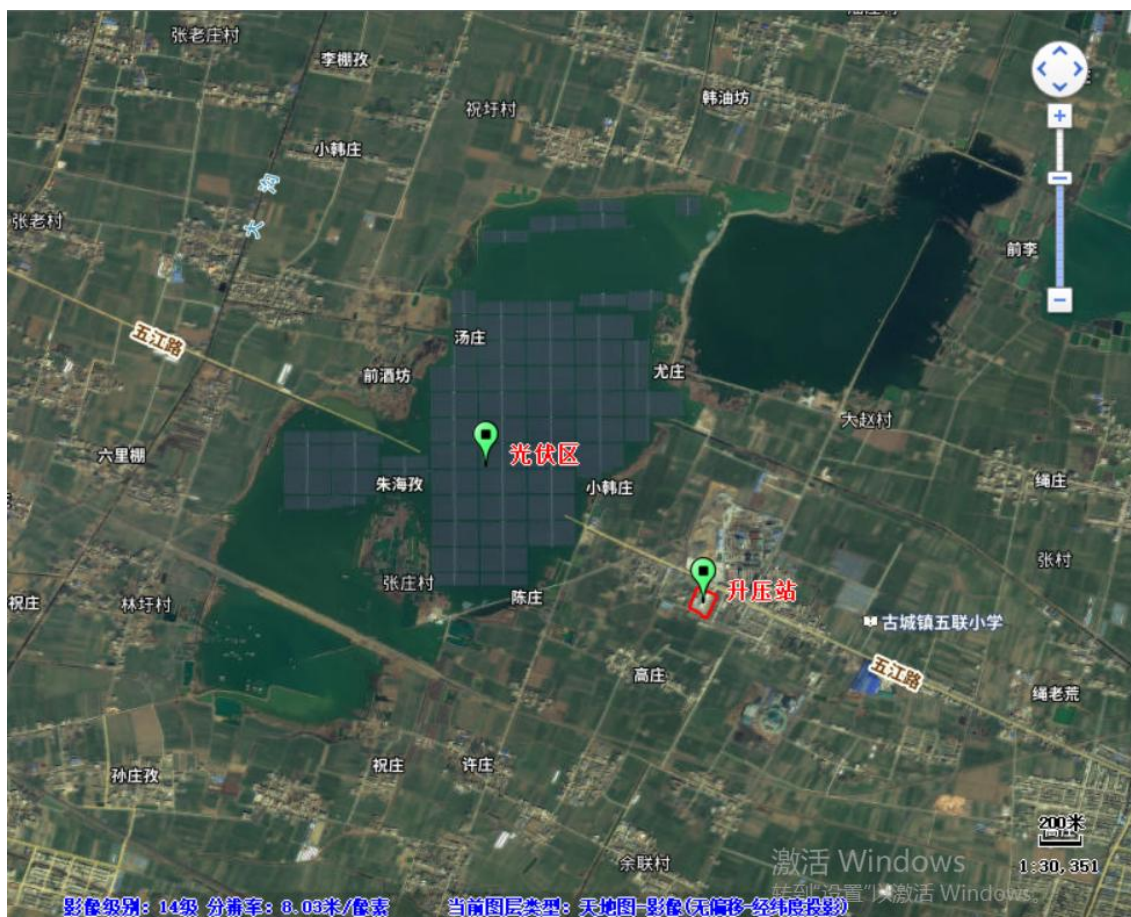 张老庄村
李棚孜
祝圩村
韩油坊
小韩庄
大沟
张老村
前李
五江路
汤庄
前酒坊
尤庄
大赵村
光伏区
六里棚
朱海孜
小韩庄
绳庄
张村
张庄村
升压站
祝庄
林圩村
陈庄
古城镇五联小学
高庄
五江路
绳老荒
祝庄
许庄
孙庄孜
200米
余联村
激活 Windows
1:30,351
转到"设置"以激活 Windows。
影像级别: 14级 分辨率: 8.03米/像素
当前图层类型: 天地图-影像(无偏移-经纬度投影)